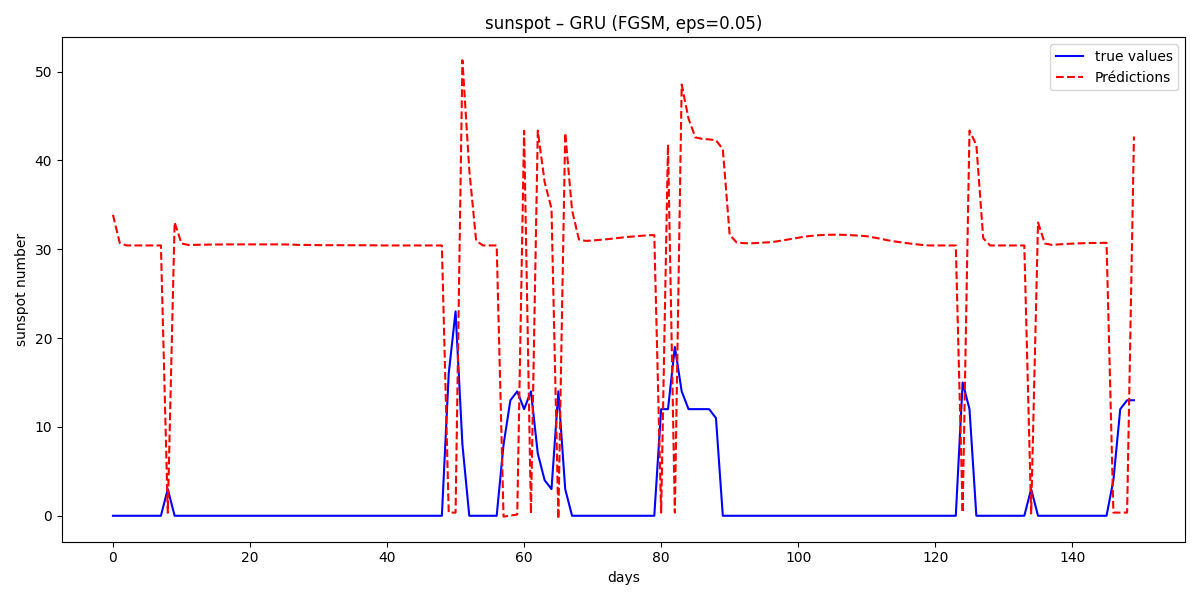 sunspot – GRU (FGSM, eps=0.05)
true values
Prédictions
50
40
30
20
10
0
sunspot number
0 20 40 60 80 100 120 140
days